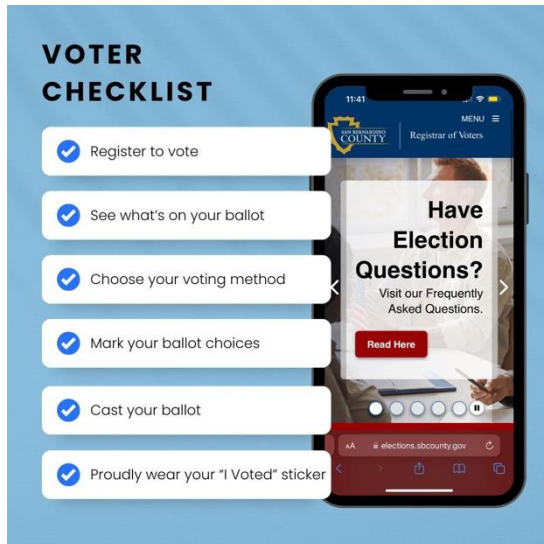 VOTER
CHECKLIST
Register to vote
See what's on your ballot
Choose your voting method
Mark your ballot choices
Cast your ballot
Proudly wear your "I Voted" sticker
11:41
MENU
SAN BERNARDINO
COUNTY
Registrar of Voters
Have
Election
Questions?
Visit our Frequently
Asked Questions.
Read Here
AA elections.sbcounty.gov